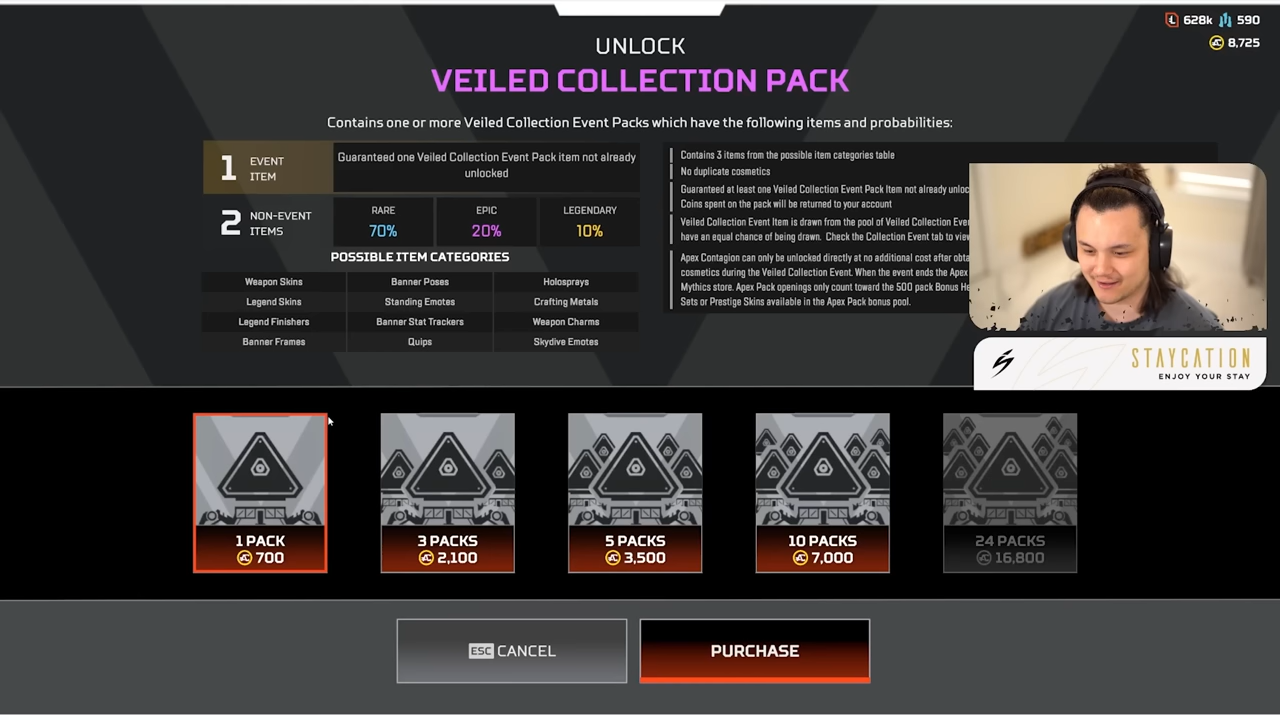 628k 590
8,725
UNLOCK
VEILED COLLECTION PACK
Contains one or more Veiled Collection Event Packs which have the following items and probabilities:
1 EVENT ITEM
Guaranteed one Veiled Collection Event Pack item not already
unlocked
2 NON-EVENT ITEMS
RARE EPIC LEGENDARY
70% 20% 10%
POSSIBLE ITEM CATEGORIES
Weapon Skins Banner Poses Holosprays
Legend Skins Standing Emotes Crafting Metals
Legend Finishers Banner Stat Trackers Weapon Charms
Banner Frames Quips Skydive Emotes
Contains 3 items from the possible item categories table
No duplicate cosmetics
Guaranteed at least one Veiled Collection Event Pack Item not already
Coins spent on the pack will be returned to your account
Veiled Collection Event Item is drawn from the pool of Veiled Collection
have an equal chance of being drawn. Check the Collection Event tab to
Apex Contagion can only be unlocked directly at no additional cost after
cosmetics during the Veiled Collection Event. When the event ends the Apex
Mythics store. Apex Pack openings only count toward the 500 pack Bonus
Sets or Prestige Skins available in the Apex Pack bonus pool.
STAYCATION
ENJOY YOUR STAY
1 PACK 3 PACKS 5 PACKS 10 PACKS 24 PACKS
700 2,100 3,500 7,000 16,800
ESC CANCEL
PURCHASE